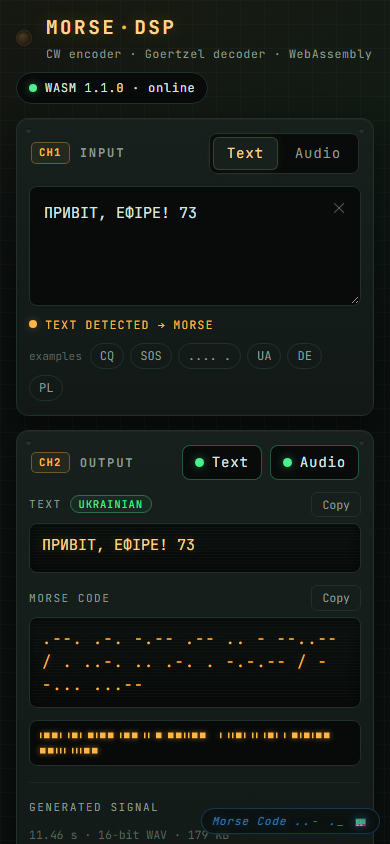 MORSE·DSP
CW encoder · Goertzel decoder · WebAssembly
WASM 1.1.0 · online
CH1 INPUT Text Audio
ПРИВІТ, ЕФІРЕ! 73
TEXT DETECTED → MORSE
examples CQ SOS .... . UA DE
PL
CH2 OUTPUT Text Audio
TEXT UKRAINIAN Copy
ПРИВІТ, ЕФІРЕ! 73
MORSE CODE Copy
.--. .-. -.-- .-- .. - --..--
/ . ..-. .. .-. . -.-.-- / -
-... ...--
GENERATED SIGNAL
Morse Code ..- ._
11.46 s · 16-bit WAV · 179 KB